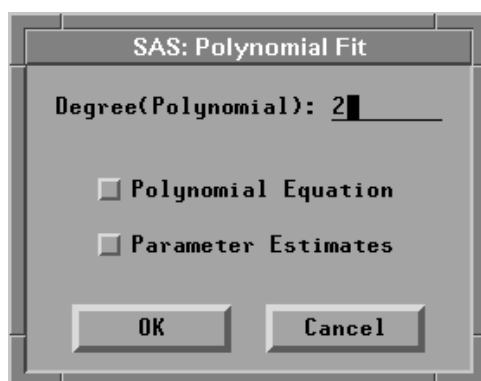 SAS: Polynomial Fit
Degree(Polynomial): 2
Polynomial Equation
Parameter Estimates
OK Cancel